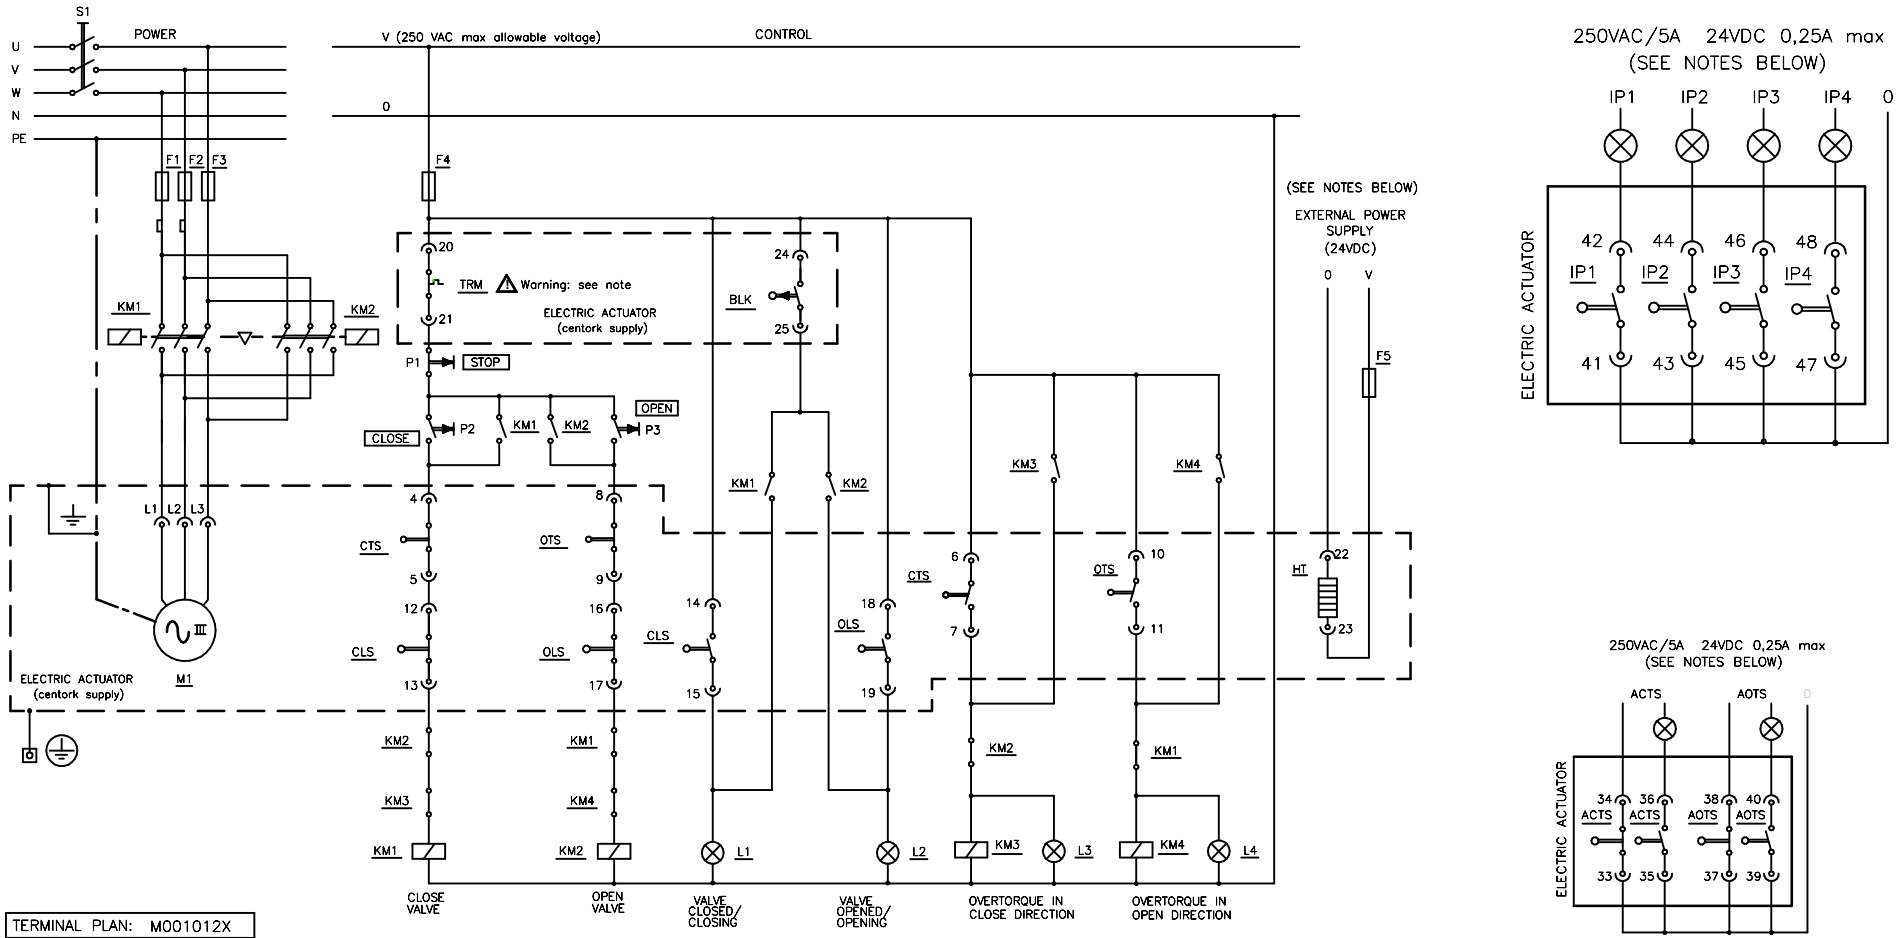 S1
POWER
U
V
W
N
PE
V (250 VAC max allowable voltage)
CONTROL
0
F1
F2
F3
F4
KM1
KM2
20
TRM
Warning: see note
21
ELECTRIC ACTUATOR
(centork supply)
24
BLK
25
P1
STOP
CLOSE
P2
KM1
KM2
OPEN
P3
KM1
KM2
KM3
KM4
(SEE NOTES BELOW)
EXTERNAL POWER
SUPPLY
(24VDC)
0
V
F5
L1
L2
L3
M1
III
ELECTRIC ACTUATOR
(centork supply)
4
CTS
5
12
CLS
13
8
OTS
9
16
OLS
17
14
CLS
15
18
OLS
19
6
CTS
7
10
OTS
11
22
HT
23
KM2
KM3
KM1
KM1
KM4
KM2
L1
L2
KM2
KM3
L3
KM1
KM4
L4
CLOSE
VALVE
OPEN
VALVE
VALVE
CLOSED/
CLOSING
VALVE
OPENED/
OPENING
OVERTORQUE IN
CLOSE DIRECTION
OVERTORQUE IN
OPEN DIRECTION
TERMINAL PLAN: M001012X
250VAC/5A 24VDC 0,25A max
(SEE NOTES BELOW)
IP1
IP2
IP3
IP4
0
ELECTRIC ACTUATOR
42
44
46
48
IP1
IP2
IP3
IP4
41
43
45
47
250VAC/5A 24VDC 0,25A max
(SEE NOTES BELOW)
ACTS
AOTS
0
ELECTRIC ACTUATOR
34
36
38
40
ACTS
ACTS
AOTS
AOTS
33
35
37
39